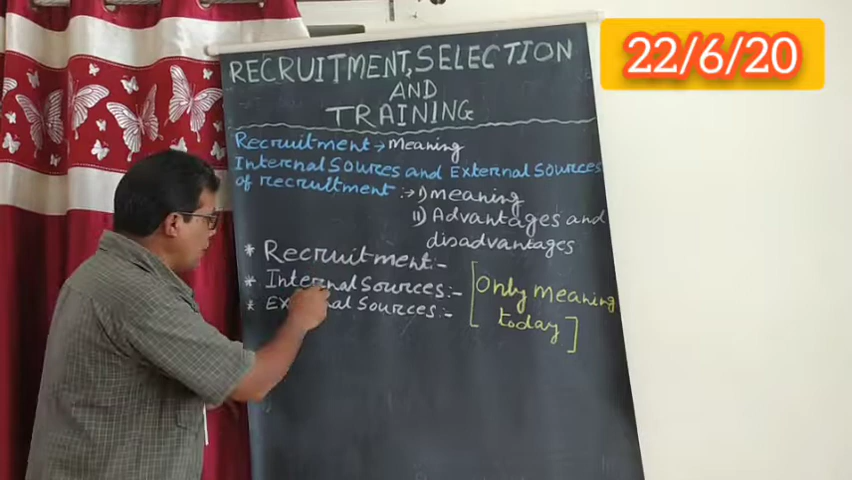 22/6/20
RECRUITMENT, SELECTION
AND
TRAINING
Recruitment → Meaning
Internal Sources and External Sources
of recruitment :→ i) meaning
ii) Advantages and
disadvantages
* Recruitment:-
* Internal Sources:-
* External Sources:-
[Only Meaning
today]